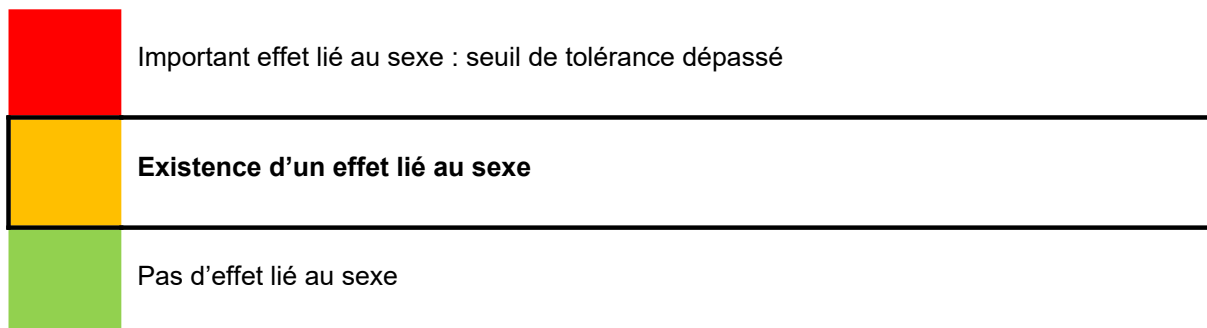 Important effet lié au sexe : seuil de tolérance dépassé
Existence d'un effet lié au sexe
Pas d'effet lié au sexe